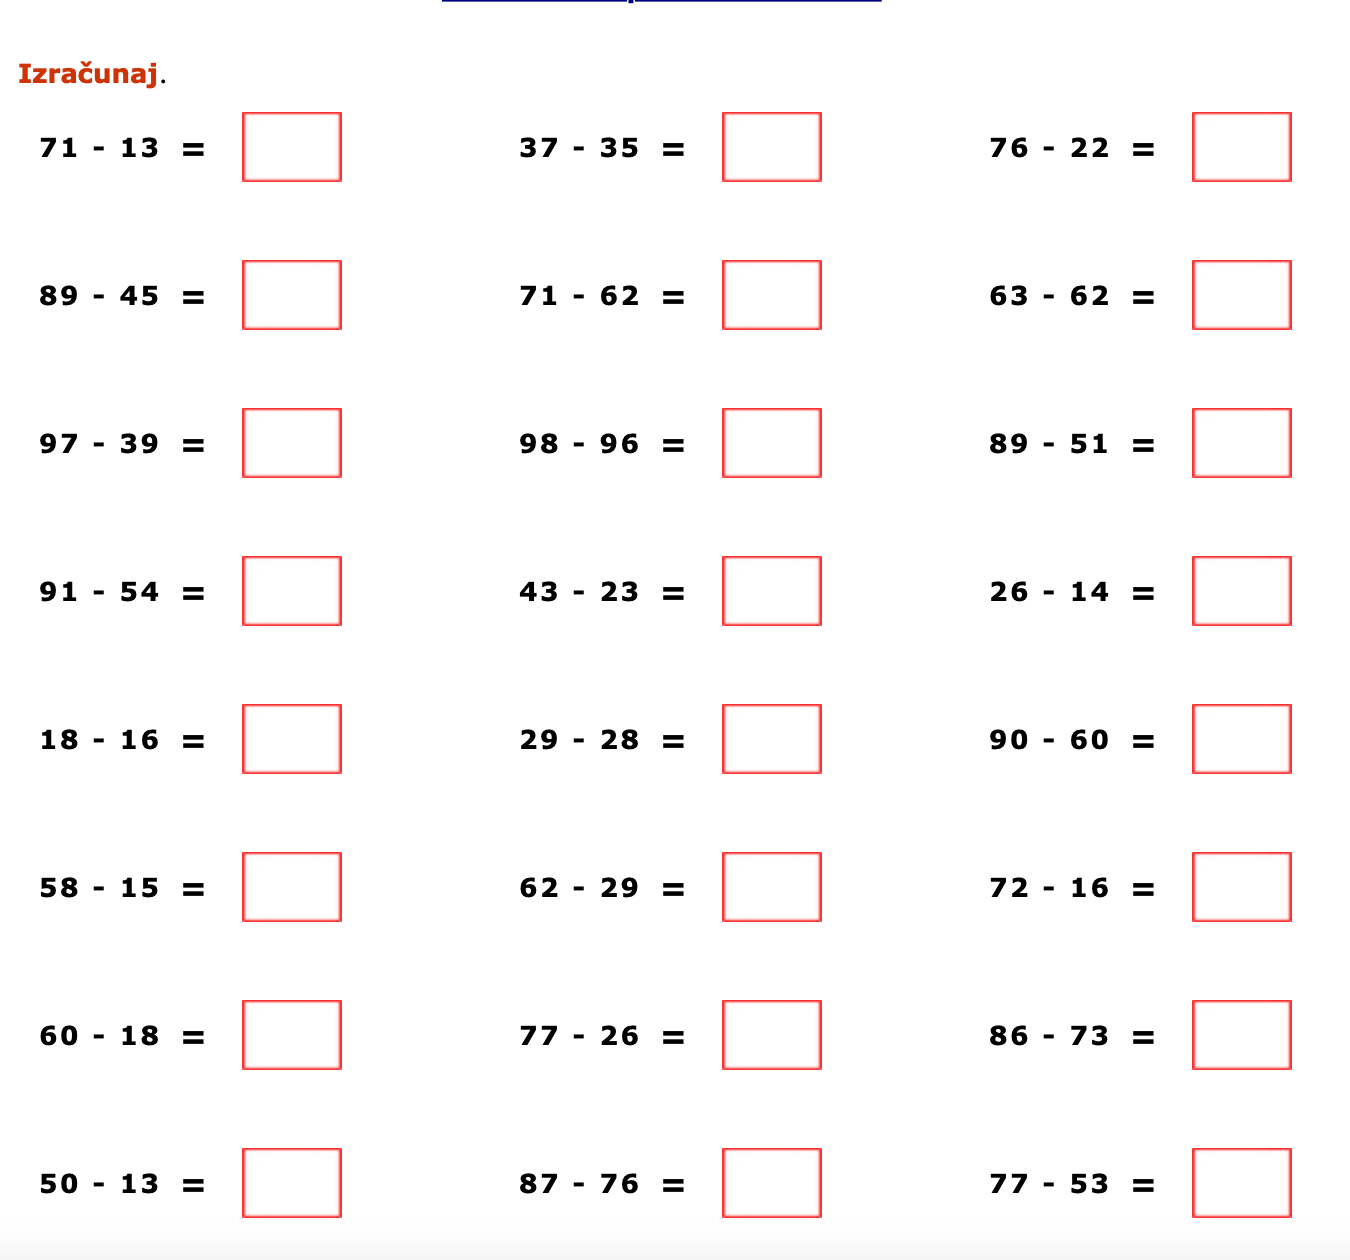 Izračunaj.
71 - 13 = 37 - 35 = 76 - 22 =
89 - 45 = 71 - 62 = 63 - 62 =
97 - 39 = 98 - 96 = 89 - 51 =
91 - 54 = 43 - 23 = 26 - 14 =
18 - 16 = 29 - 28 = 90 - 60 =
58 - 15 = 62 - 29 = 72 - 16 =
60 - 18 = 77 - 26 = 86 - 73 =
50 - 13 = 87 - 76 = 77 - 53 =